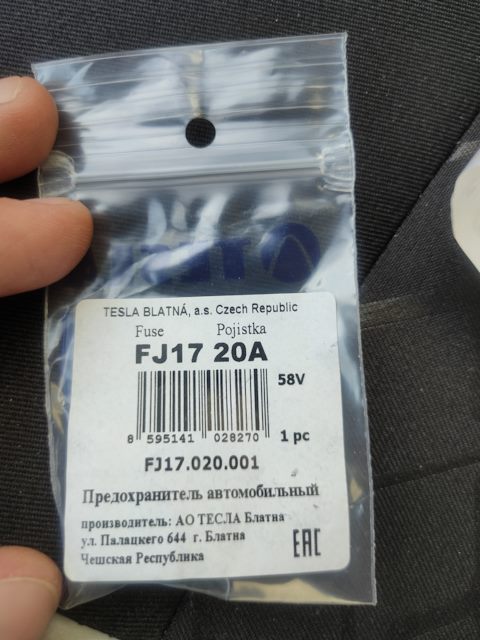 TESLA BLATNÁ, a.s. Czech Republic
Fuse Pojistka
FJ17 20A
58V
8 595141 028270
1 pc
FJ17.020.001
Предохранитель автомобильный
производитель: АО ТЕСЛА Блатна
ул. Палацкего 644 г. Блатна
Чешская Республика
EAC